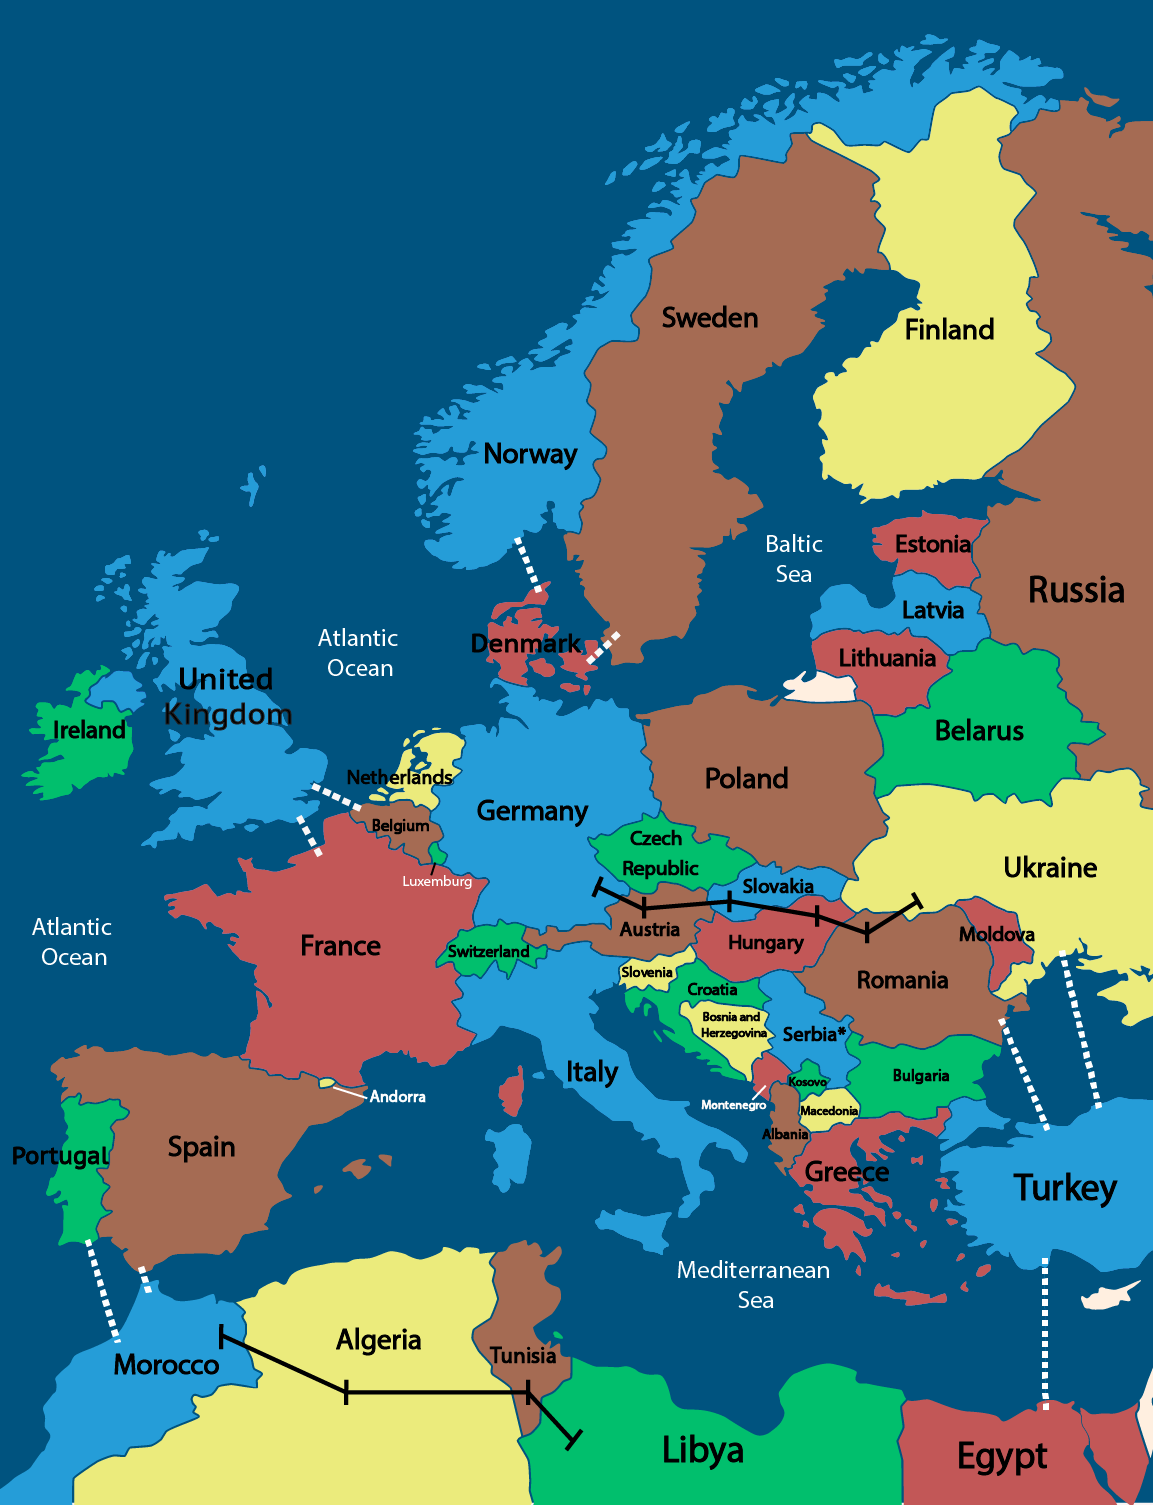 Sweden
Finland
Norway
Baltic
Sea
Estonia
Russia
Latvia
Atlantic
Ocean
Denmark
Lithuania
United
Kingdom
Ireland
Belarus
Netherlands
Poland
Germany
Belgium
Czech
Republic
Ukraine
Luxemburg
Slovakia
Atlantic
Ocean
France
Austria
Moldova
Hungary
Switzerland
Slovenia
Romania
Croatia
Bosnia and
Herzegovina
Serbia*
Italy
Kosovo
Bulgaria
Andorra
Montenegro
Macedonia
Albania
Spain
Portugal
Greece
Turkey
Mediterranean
Sea
Algeria
Tunisia
Morocco
Libya
Egypt